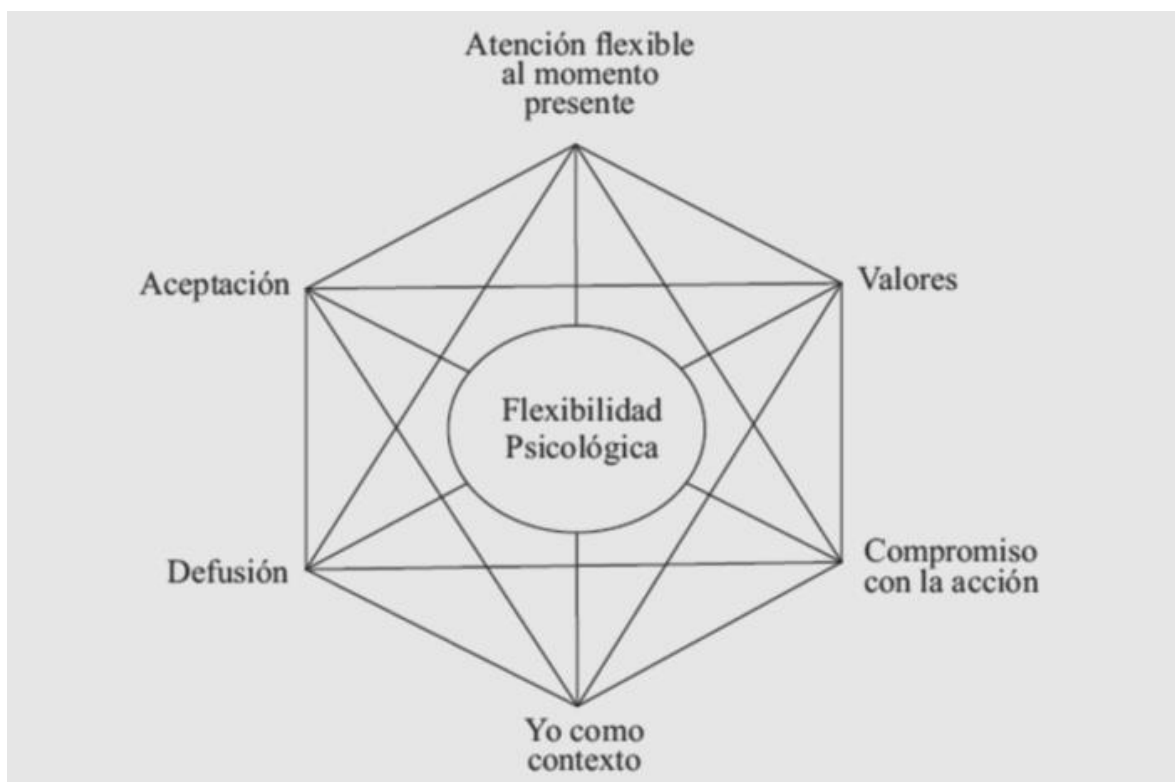 Atención flexible
al momento
presente
Aceptación
Valores
Flexibilidad
Psicológica
Defusión
Compromiso
con la acción
Yo como
contexto